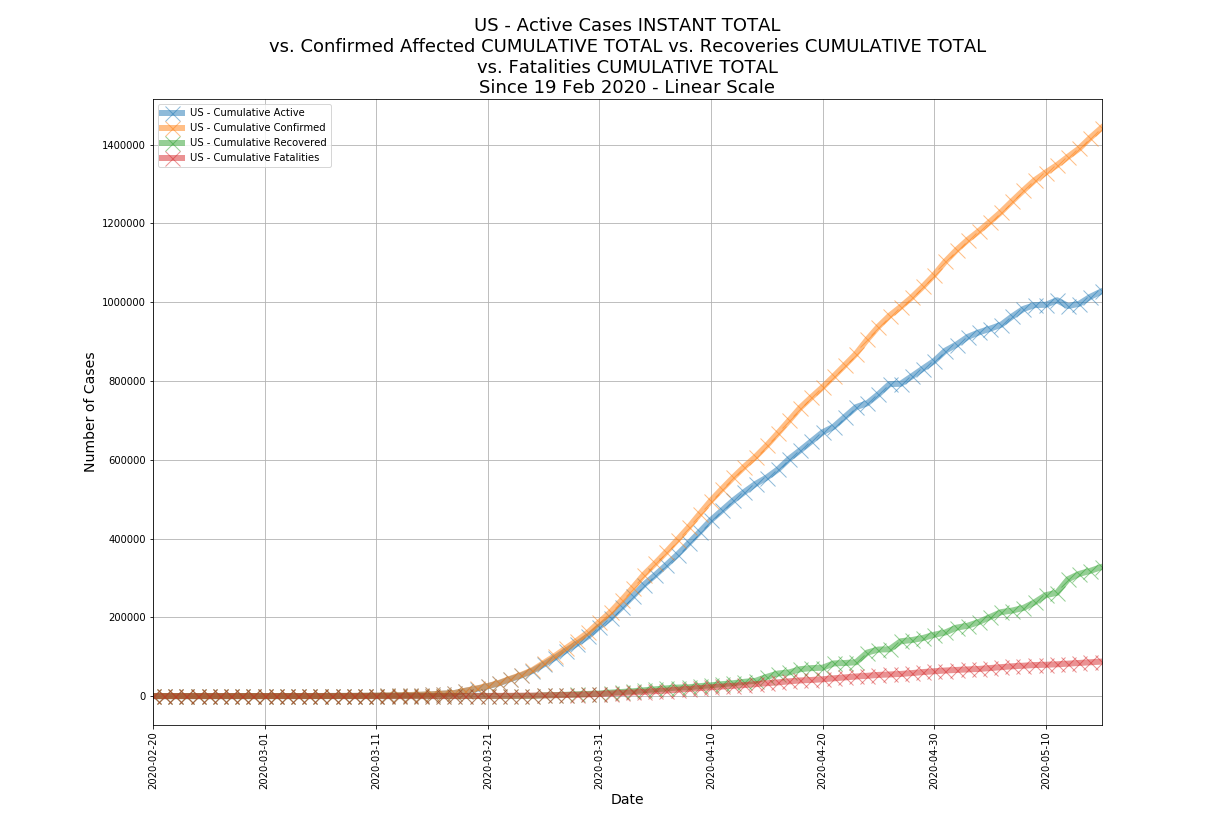 US - Active Cases INSTANT TOTAL
vs. Confirmed Affected CUMULATIVE TOTAL vs. Recoveries CUMULATIVE TOTAL
vs. Fatalities CUMULATIVE TOTAL
Since 19 Feb 2020 - Linear Scale
US - Cumulative Active
US - Cumulative Confirmed
US - Cumulative Recovered
US - Cumulative Fatalities
Number of Cases
1400000
1200000
1000000
800000
600000
400000
200000
0
2020-02-20
2020-03-01
2020-03-11
2020-03-21
2020-03-31
2020-04-10
2020-04-20
2020-04-30
2020-05-10
Date